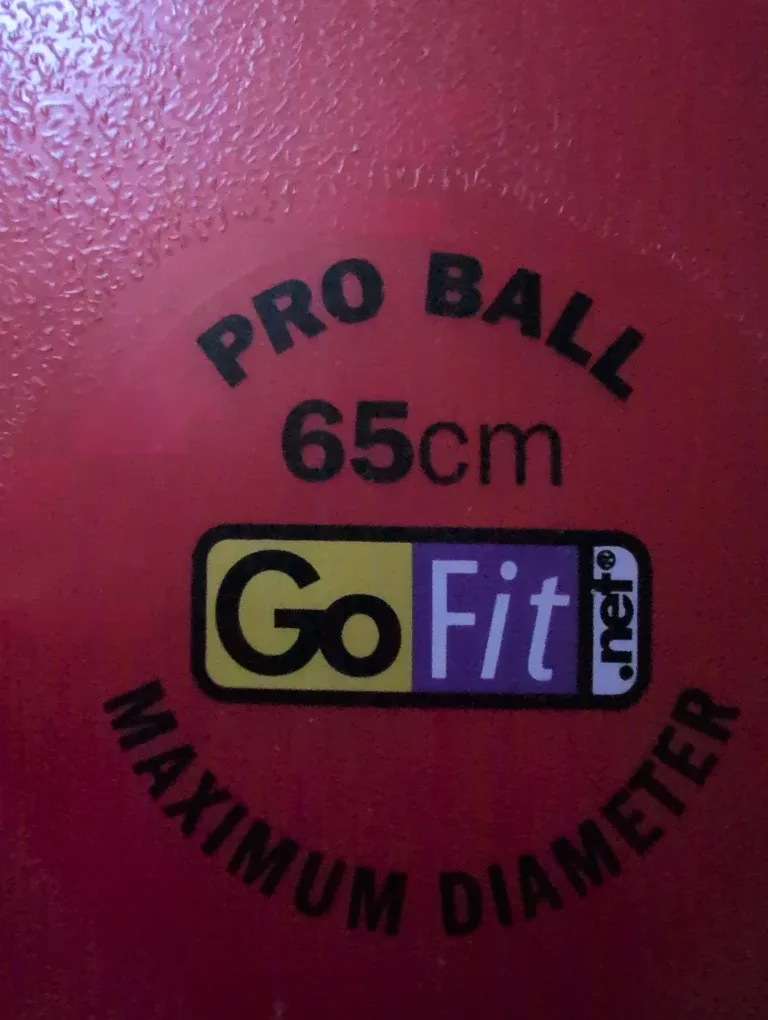 PRO BALL
65cm
GoFit .net®
MAXIMUM DIAMETER